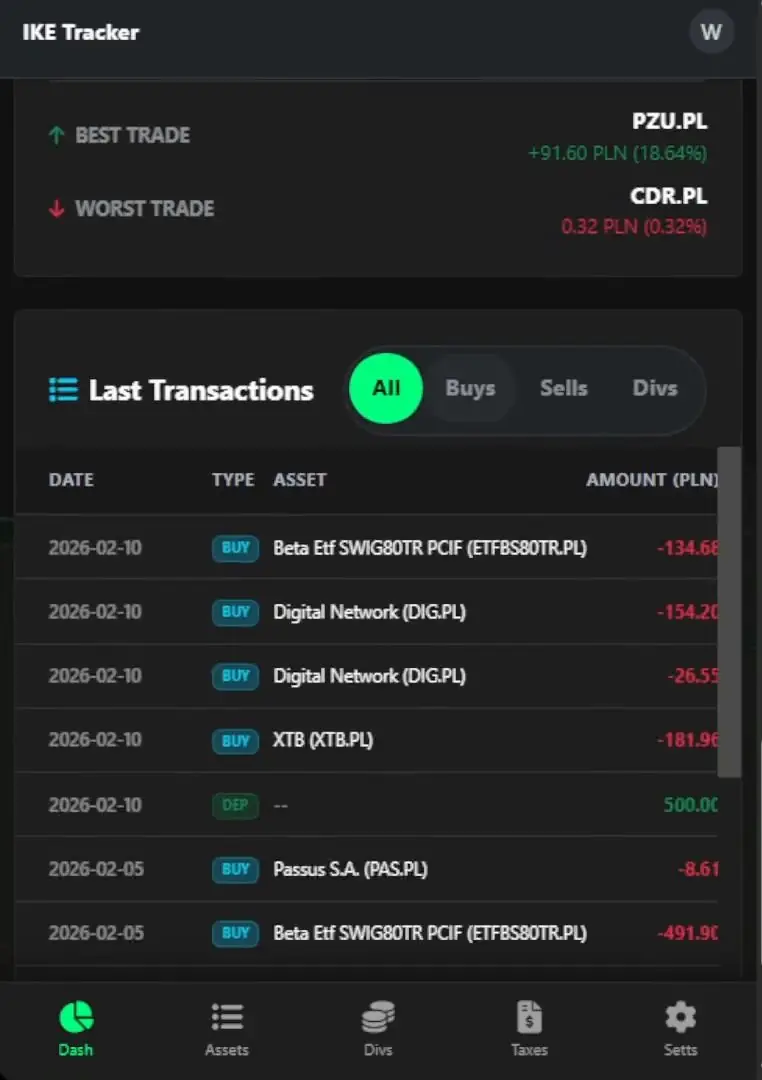 IKE Tracker W
BEST TRADE PZU.PL
+91.60 PLN (18.64%)
WORST TRADE CDR.PL
0.32 PLN (0.32%)
Last Transactions All Buys Sells Divs
DATE TYPE ASSET AMOUNT (PLN)
2026-02-10 BUY Beta Etf SWIG80TR PCIF (ETFBS80TR.PL) -134.68
2026-02-10 BUY Digital Network (DIG.PL) -154.20
2026-02-10 BUY Digital Network (DIG.PL) -26.55
2026-02-10 BUY XTB (XTB.PL) -181.96
2026-02-10 DEP -- 500.00
2026-02-05 BUY Passus S.A. (PAS.PL) -8.61
2026-02-05 BUY Beta Etf SWIG80TR PCIF (ETFBS80TR.PL) -491.90
Dash Assets Divs Taxes Setts